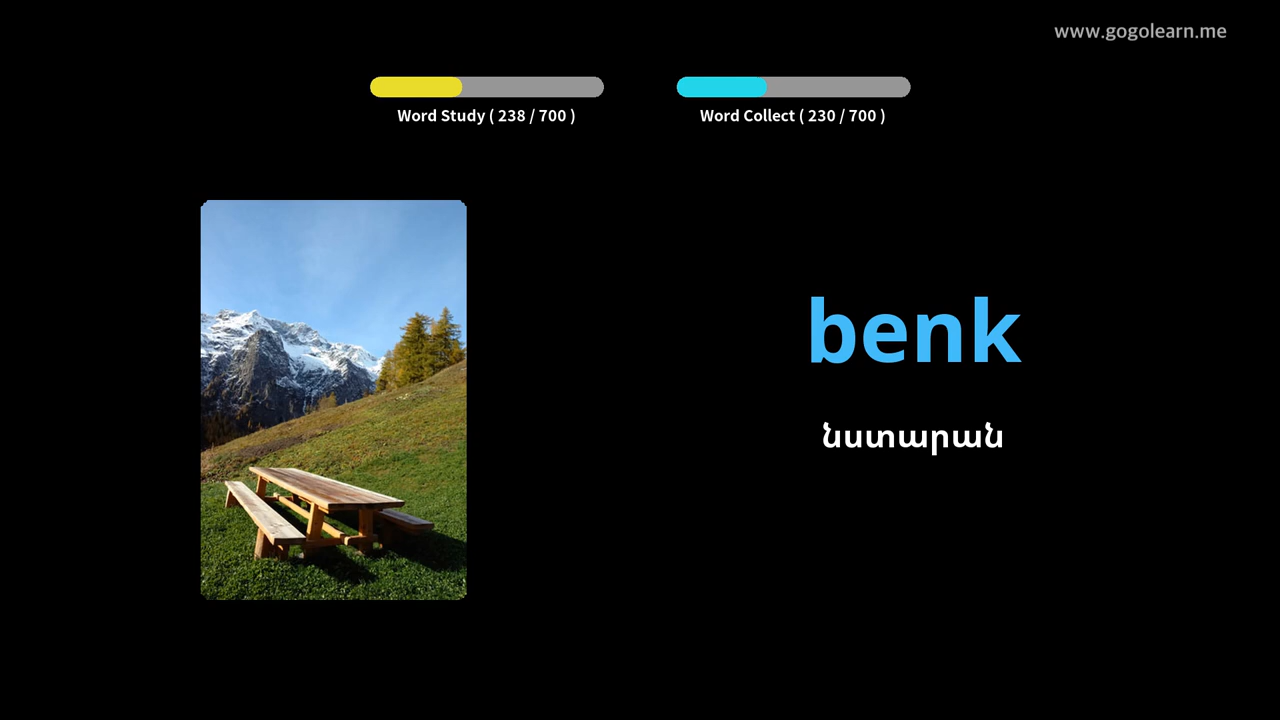 www.gogolearn.me
Word Study ( 238 / 700 )
Word Collect ( 230 / 700 )
benk
նստարան